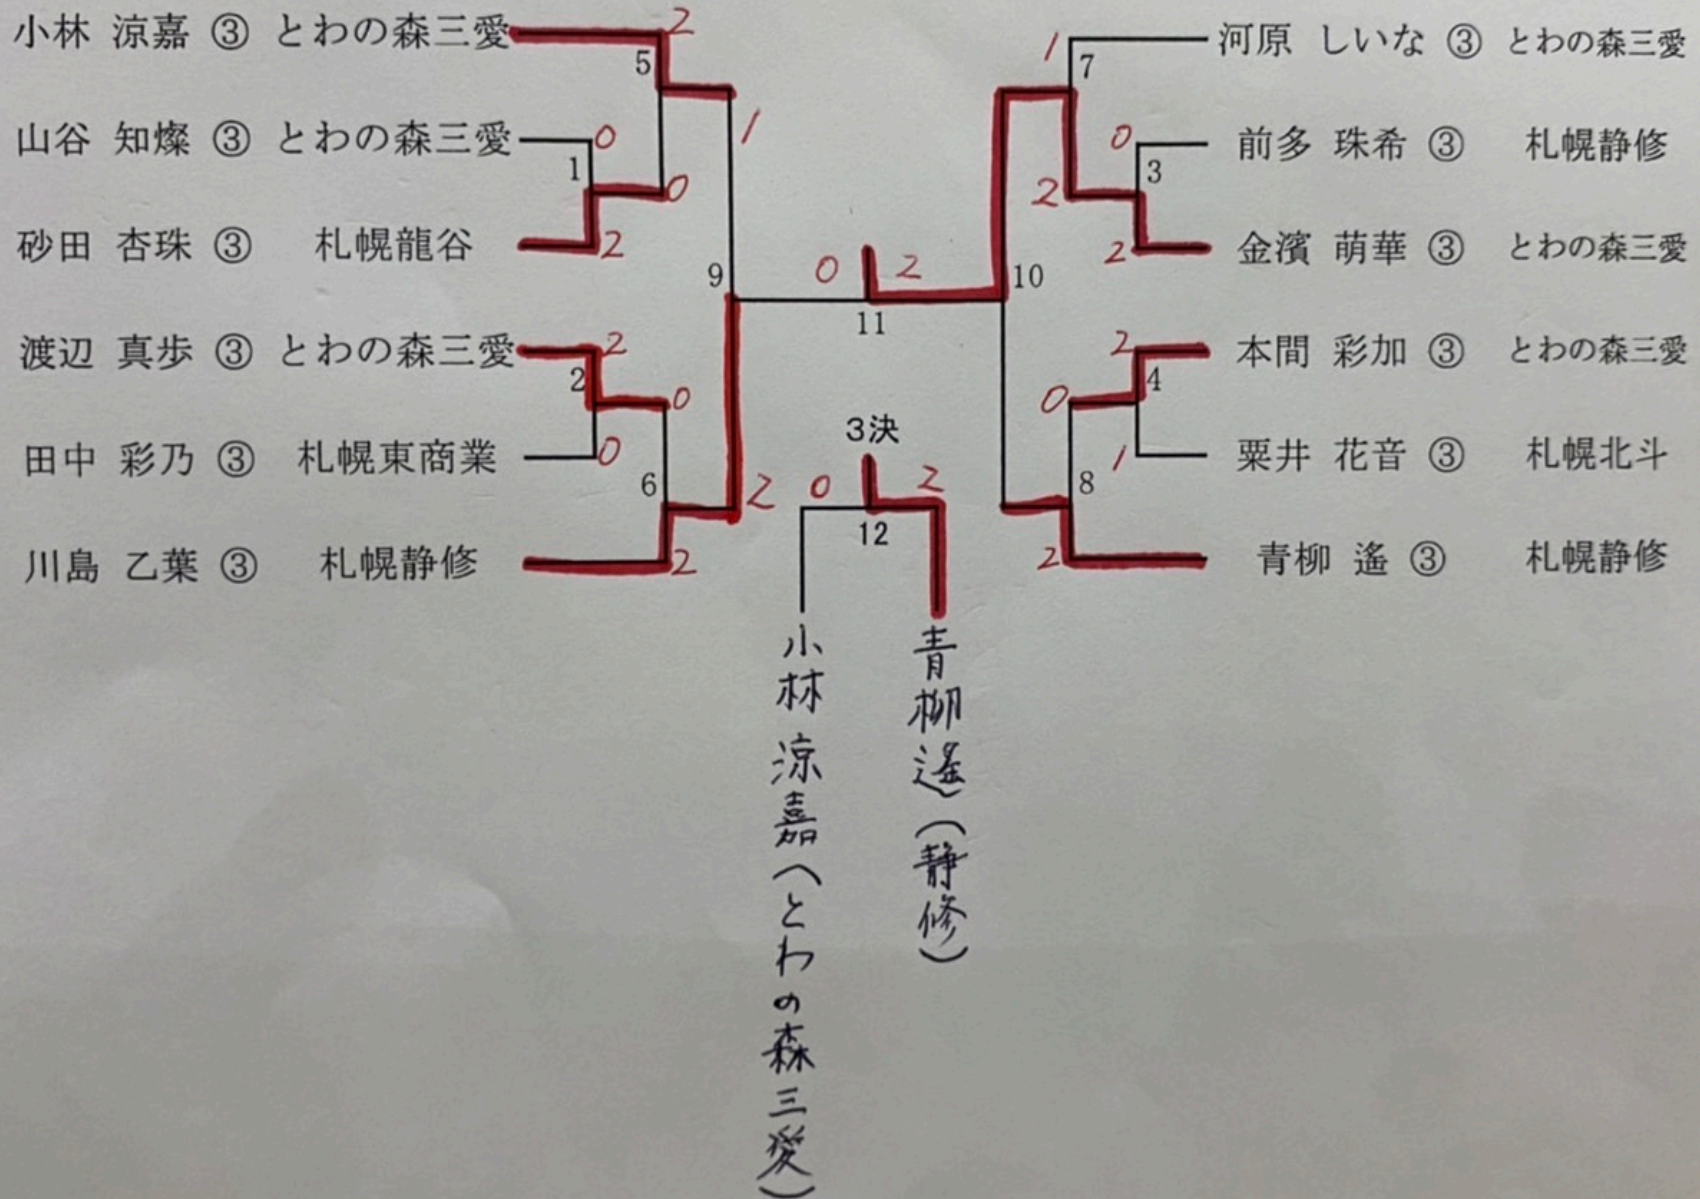 小林 涼嘉 ③ とわの森三愛
山谷 知燦 ③ とわの森三愛
砂田 杏珠 ③ 札幌龍谷
渡辺 真歩 ③ とわの森三愛
田中 彩乃 ③ 札幌東商業
川島 乙葉 ③ 札幌静修
2
5
0
1
0
2
2
2
0
0
6
2
1
9
2
0 2
11
3決
0 2
12
小林 涼嘉(とわの森三愛)
青柳遙(静修)
10
1
7
2
0
3
2
2
4
1
0
8
2
河原 しいな ③ とわの森三愛
前多 珠希 ③ 札幌静修
金濱 萌華 ③ とわの森三愛
本間 彩加 ③ とわの森三愛
粟井 花音 ③ 札幌北斗
青柳 遙 ③ 札幌静修